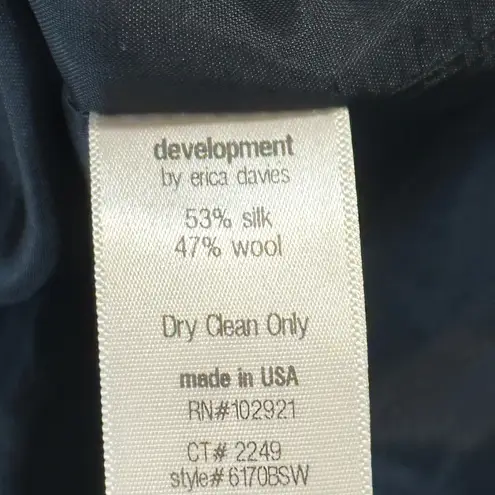 development
by erica davies
53% silk
47% wool
Dry Clean Only
made in USA
RN#102921
CT# 2249
style# 6170BSW